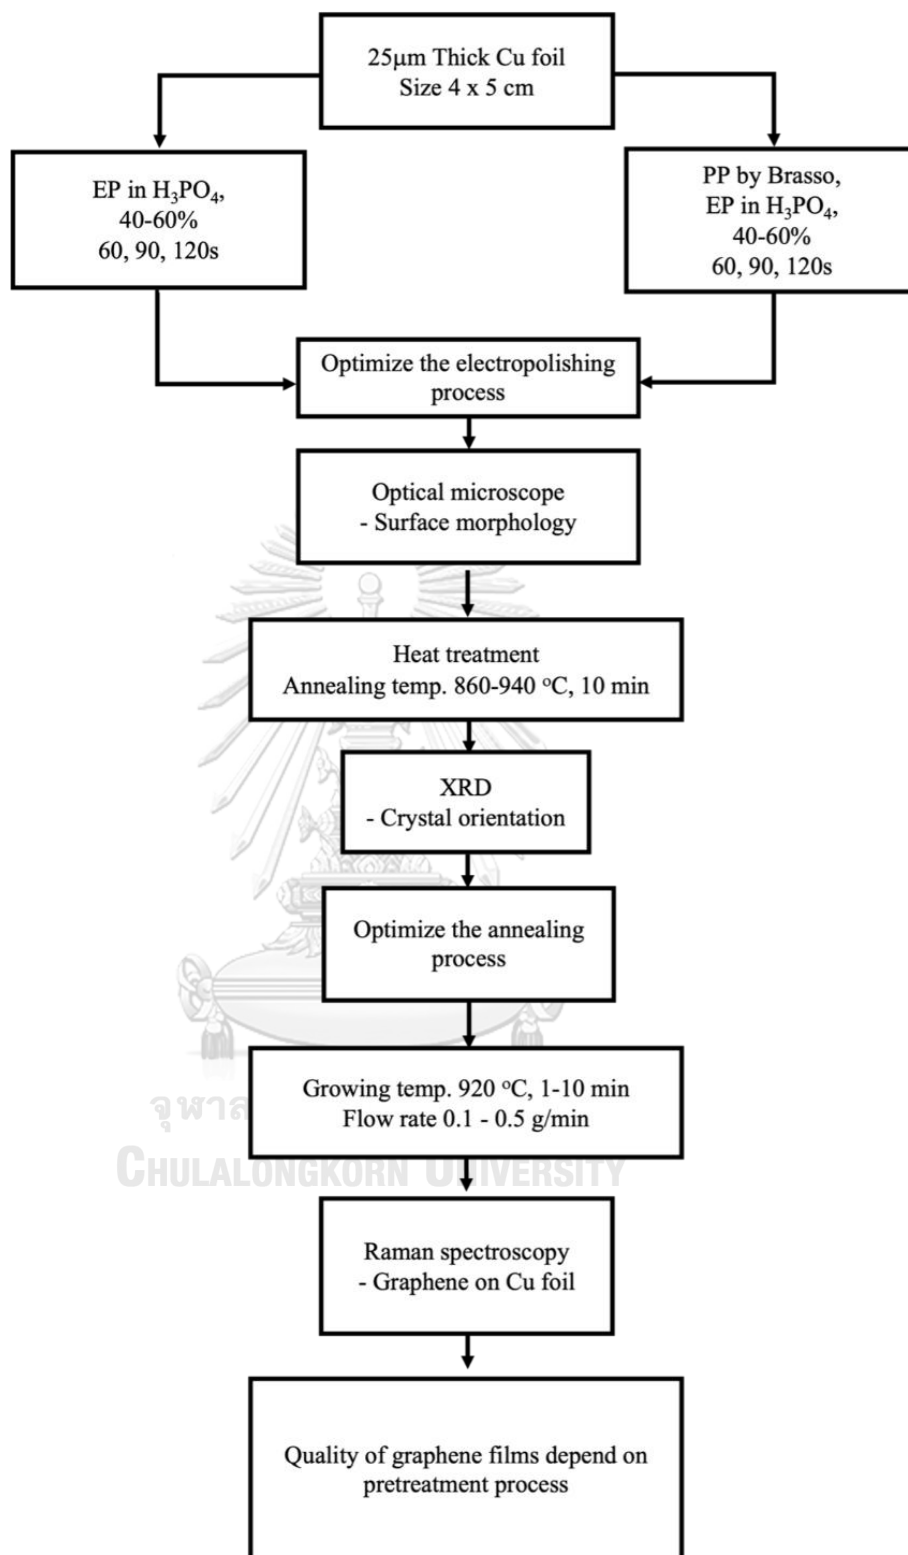 25µm Thick Cu foil
Size 4 x 5 cm
EP in H₃PO₄,
40-60%
60, 90, 120s
PP by Brasso,
EP in H₃PO₄,
40-60%
60, 90, 120s
Optimize the electropolishing
process
Optical microscope
- Surface morphology
Heat treatment
Annealing temp. 860-940 °C, 10 min
XRD
- Crystal orientation
Optimize the annealing
process
Growing temp. 920 °C, 1-10 min
Flow rate 0.1 - 0.5 g/min
CHULALONGKORN UNIVERSITY
Raman spectroscopy
- Graphene on Cu foil
Quality of graphene films depend on
pretreatment process